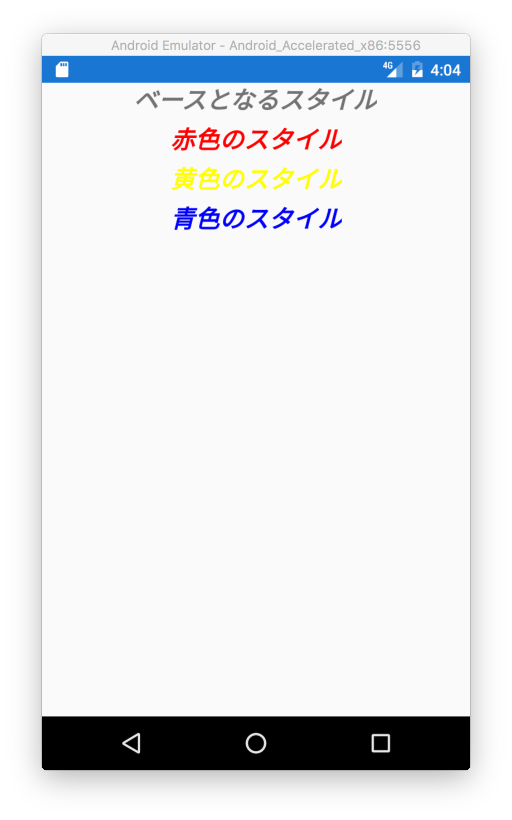 Android Emulator - Android_Accelerated_x86:5556
4G 4:04
ベースとなるスタイル
赤色のスタイル
黄色のスタイル
青色のスタイル